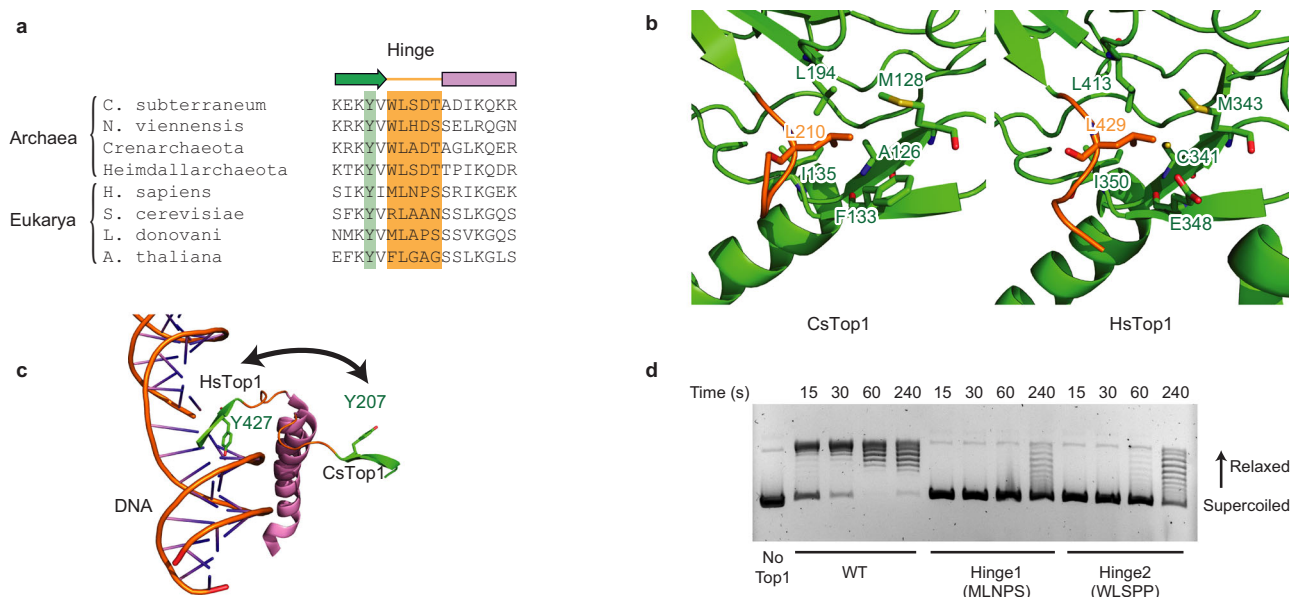 a
Hinge
Archaea
C. subterraneum KEKYVWLSDTADIKQKR
N. viennensis KRKYVWLHDSSELRQGN
Crenarchaeota KRKYVWLADTAGLKQER
Heimdallarchaeota KTKYVWLSDTTPIKQDR
Eukarya
H. sapiens SIKYIMLNPSSRIKGEK
S. cerevisiae SFKYVRLAANSSLKGQS
L. donovani NMKYVMLAPSSSVKGQS
A. thaliana EFKYVFLGAGSSLKGLS
b
L194
M128
L210
A126
I135
F133
CsTop1
L413
M343
L429
C341
I350
E348
HsTop1
c
HsTop1
Y207
Y427
CsTop1
DNA
d
Time (s) 15 30 60 240 15 30 60 240 15 30 60 240
Relaxed
Supercoiled
No Top1
WT
Hinge1
(MLNPS)
Hinge2
(WLSPP)